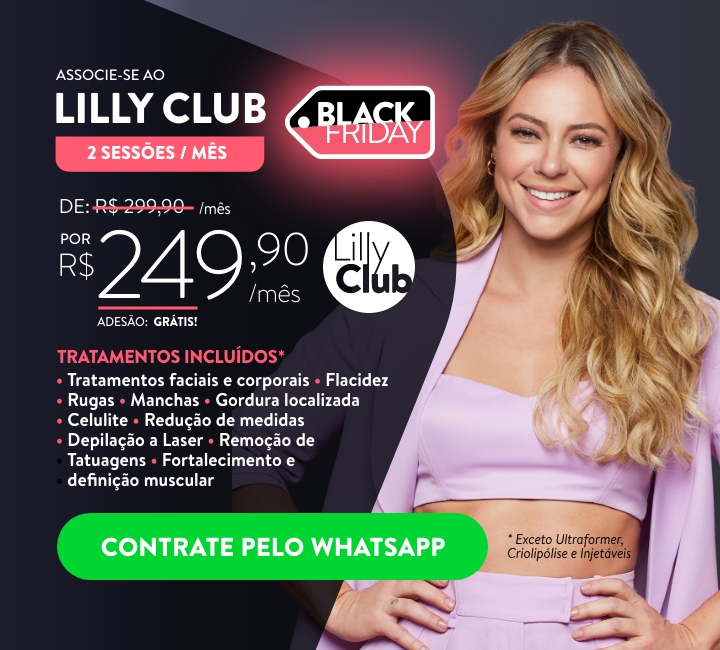 ASSOCIE-SE AO
LILLY CLUB
2 SESSÕES / MÊS
BLACK
FRIDAY
DE: R$ 299,90 /mês
POR
R$ 249,90
/mês
ADESÃO: GRÁTIS!
Lilly
Club
TRATAMENTOS INCLUÍDOS*
• Tratamentos faciais e corporais • Flacidez
• Rugas • Manchas • Gordura localizada
• Celulite • Redução de medidas
• Depilação a Laser • Remoção de
• Tatuagens • Fortalecimento e
• definição muscular
CONTRATE PELO WHATSAPP
* Exceto Ultraformer,
Criolipólise e Injetáveis